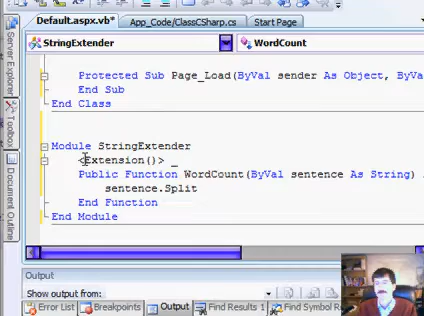 Default.aspx.vb* App_Code/ClassCSharp.cs Start Page
StringExtender WordCount
Server Explorer
Toolbox
Document Outline
Protected Sub Page_Load(ByVal sender As Object, ByVa
End Sub
End Class
Module StringExtender
<Extension()> _
Public Function WordCount(ByVal sentence As String)
sentence.Split
End Function
End Module
Output
Show output from:
Error List Breakpoints Output Find Results 1 Find Symbol Re